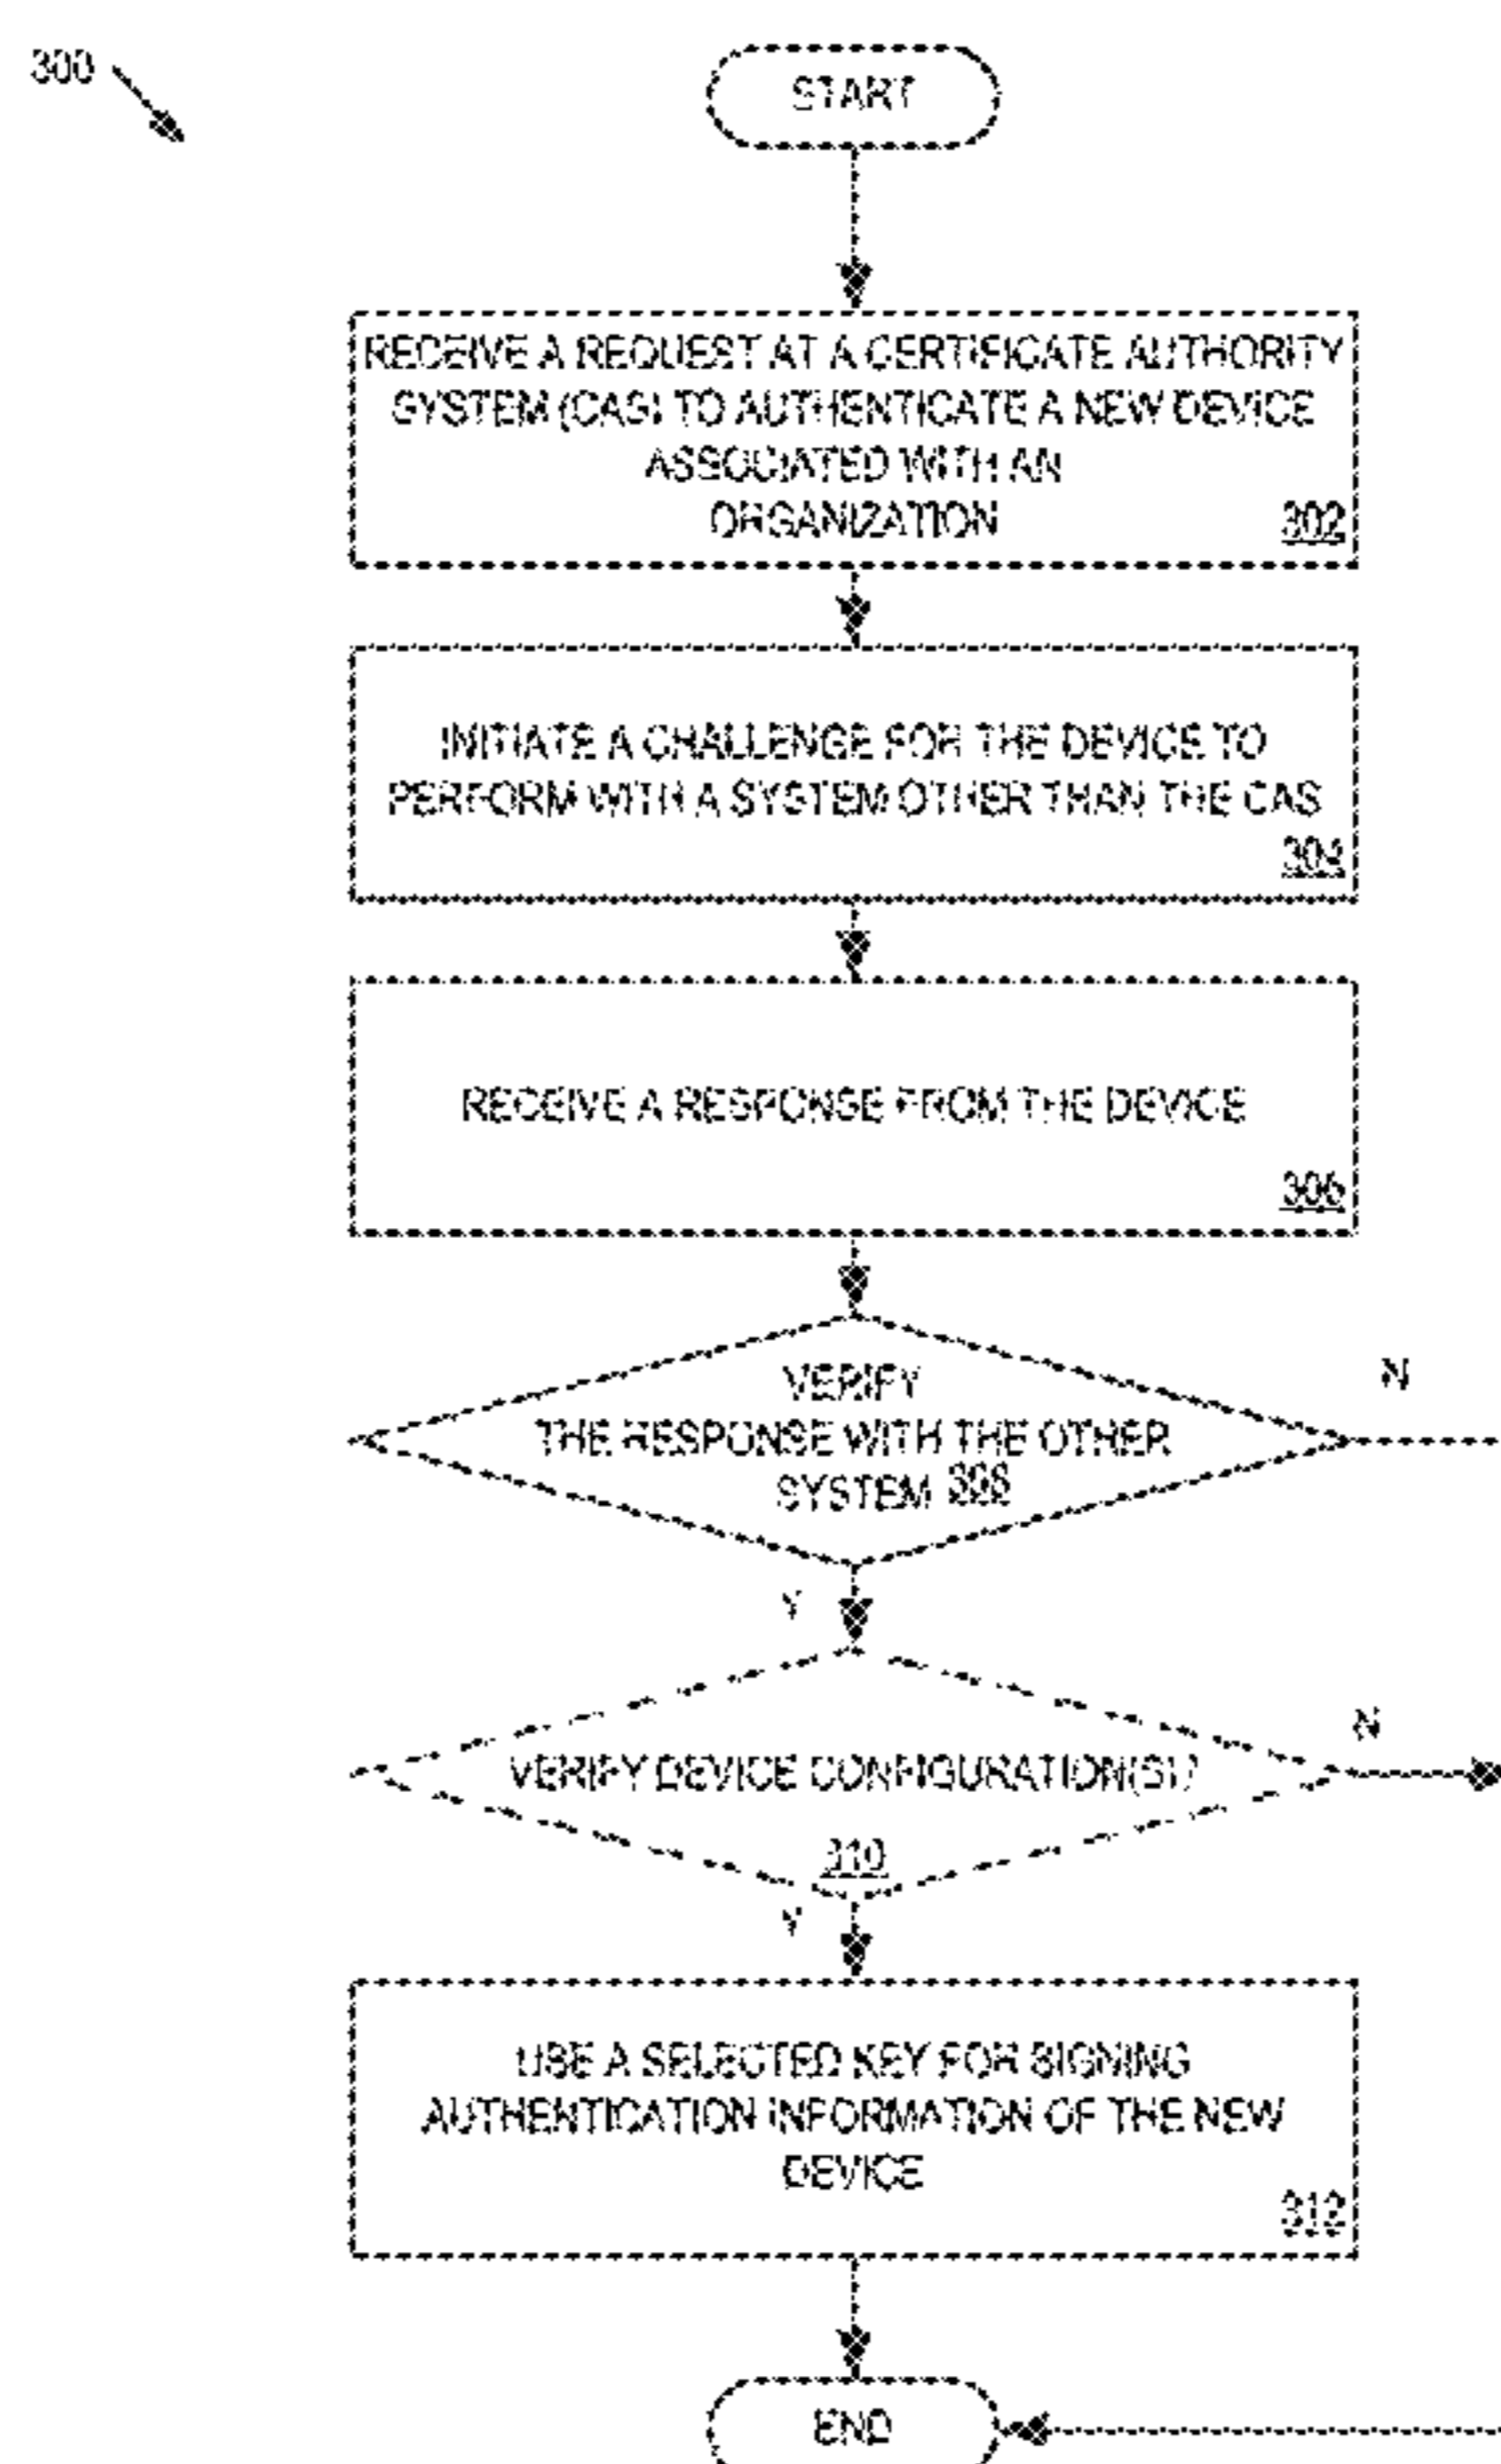 300
START
RECEIVE A REQUEST AT A CERTIFICATE AUTHORITY
SYSTEM (CAS) TO AUTHENTICATE A NEW DEVICE
ASSOCIATED WITH AN
ORGANIZATION
302
INITIATE A CHALLENGE FOR THE DEVICE TO
PERFORM WITH A SYSTEM OTHER THAN THE CAS
304
RECEIVE A RESPONSE FROM THE DEVICE
306
VERIFY
N
THE RESPONSE WITH THE OTHER
SYSTEM 308
Y
N
VERIFY DEVICE CONFIGURATION(S)
310
Y
USE A SELECTED KEY FOR SIGNING
AUTHENTICATION INFORMATION OF THE NEW
DEVICE
312
END